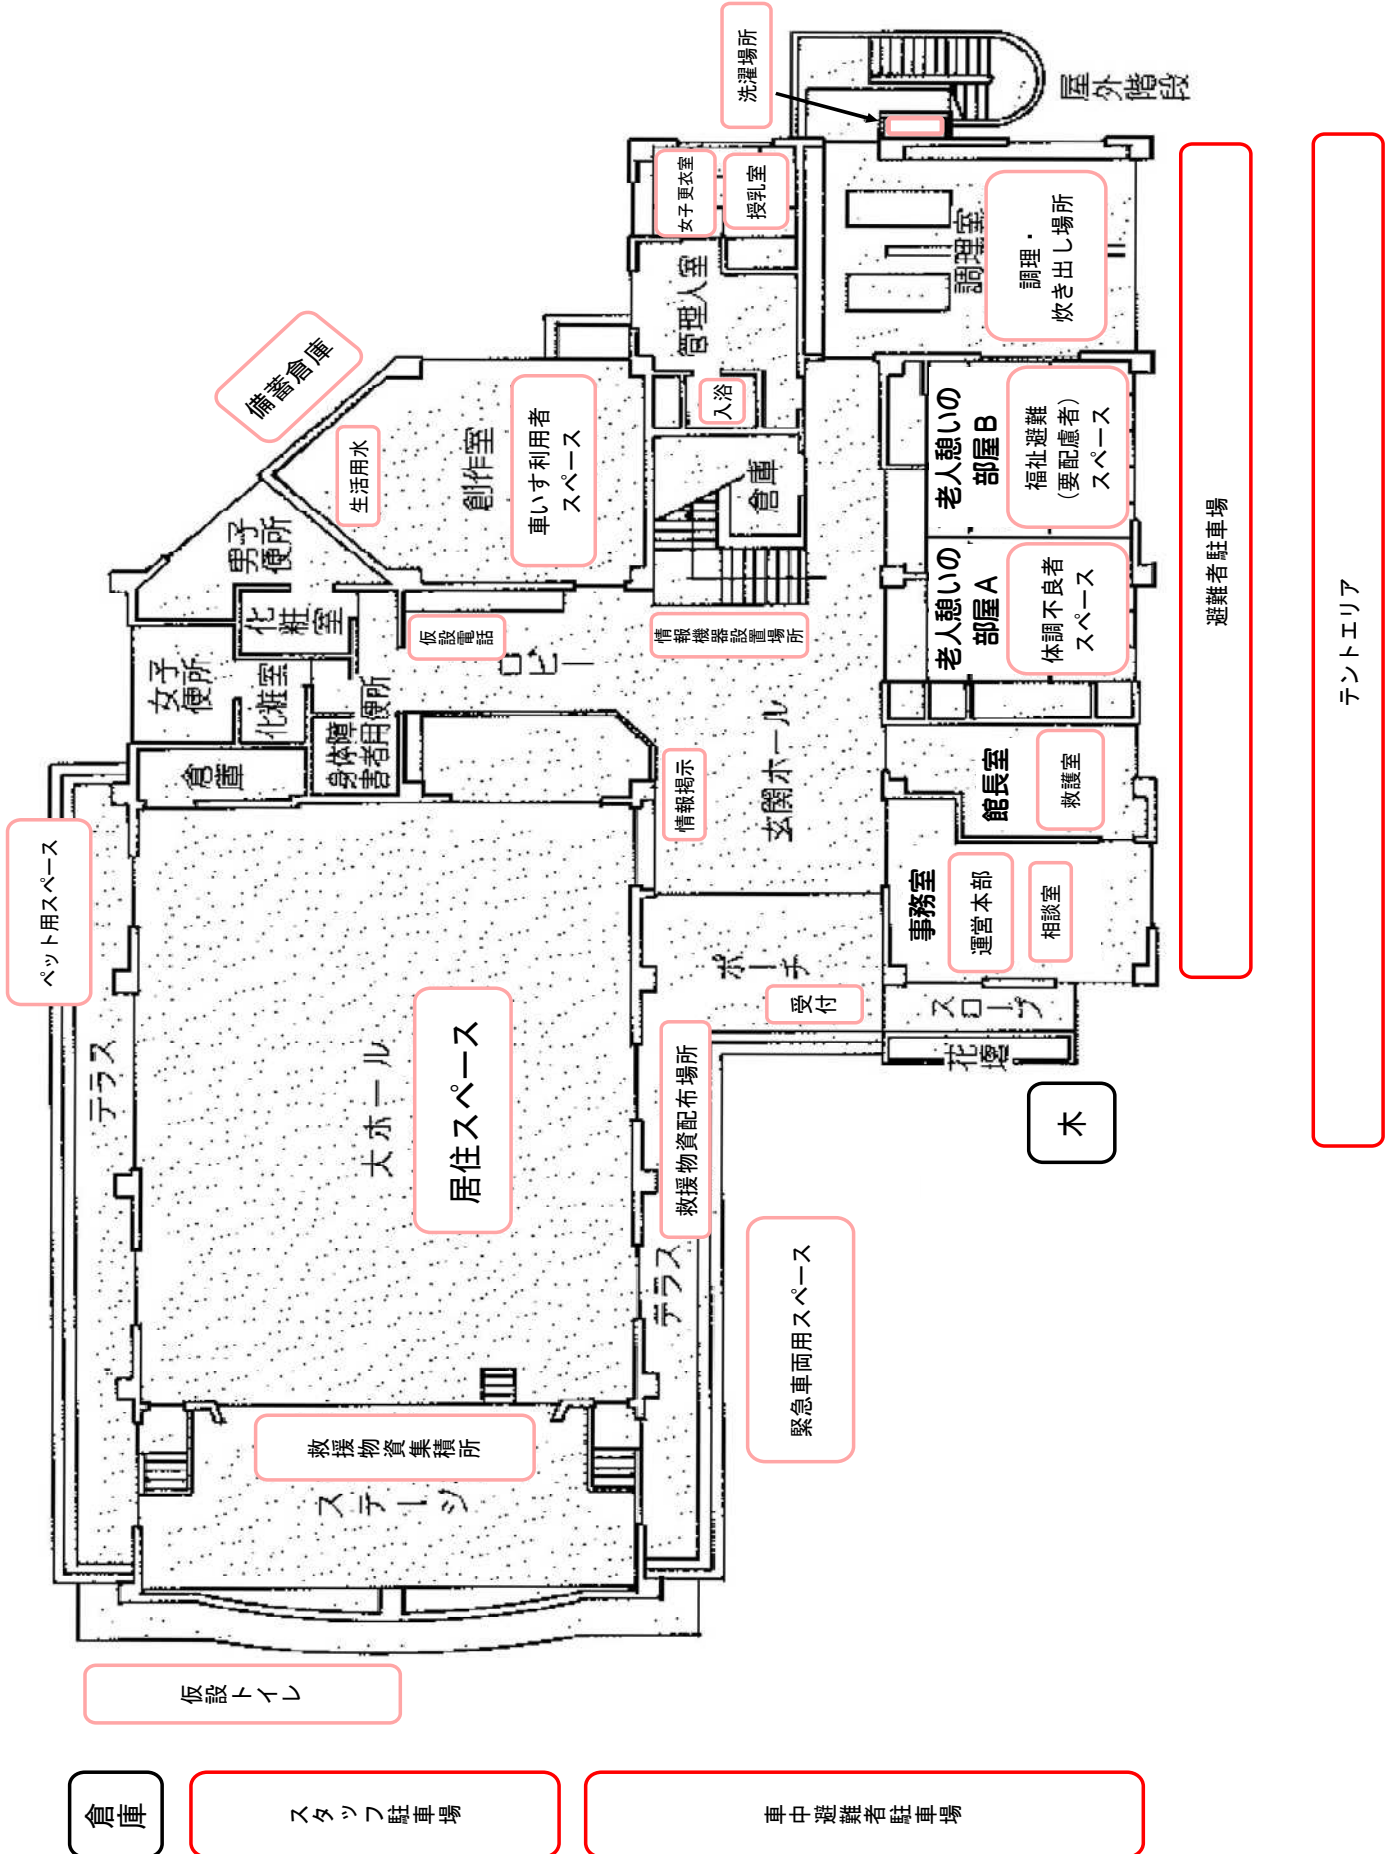 倉庫
スタッフ駐車場
車中避難者駐車場
仮設トイレ
ペット用スペース
テラス
ステージ
救援物資集積所
大ホール
居住スペース
テラス
救援物資配布場所
緊急車両用スペース
木
花壇
スロープ
受付
ポーチ
事務室
運営本部
相談室
館長室
救護室
玄関ホール
情報掲示
倉置
身体障
害者用便所
女子
便所
化粧室
化
粧
室
男子
便所
ロビー
仮設電話
情報機器設置場所
備蓄倉庫
生活用水
創作室
車いす利用者
スペース
倉庫
入浴
管理人室
女子更衣室
授乳室
洗濯場所
屋外階段
調理室
調理・
炊き出し場所
老人憩いの
部屋B
福祉避難
(要配慮者)
スペース
老人憩いの
部屋A
体調不良者
スペース
避難者駐車場
テントエリア